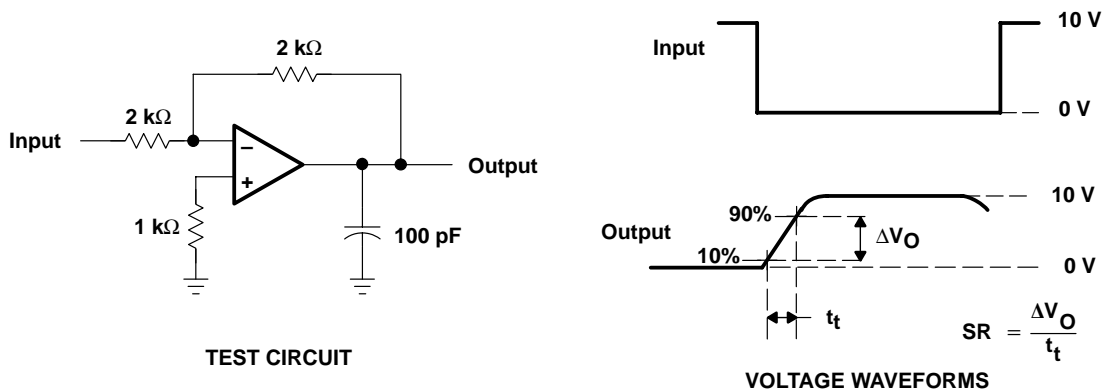 2 kΩ
2 kΩ
Input
−
+
Output
1 kΩ
100 pF
TEST CIRCUIT
Input
10 V
0 V
Output
90%
10%
ΔVO
10 V
0 V
tt
SR = ΔVO
tt
VOLTAGE WAVEFORMS